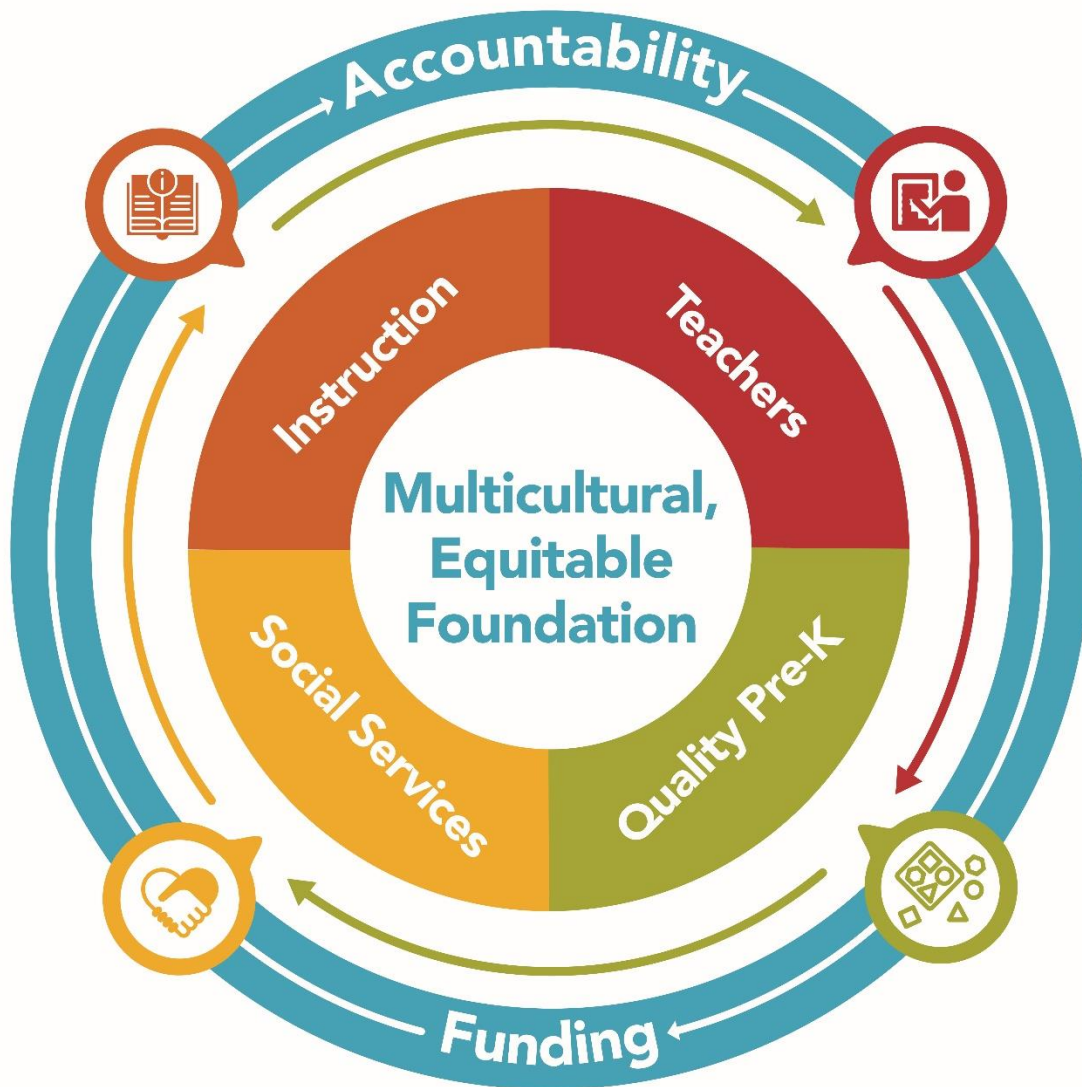 Accountability
Instruction
Teachers
Multicultural,
Equitable
Foundation
Social Services
Quality Pre-K
Funding